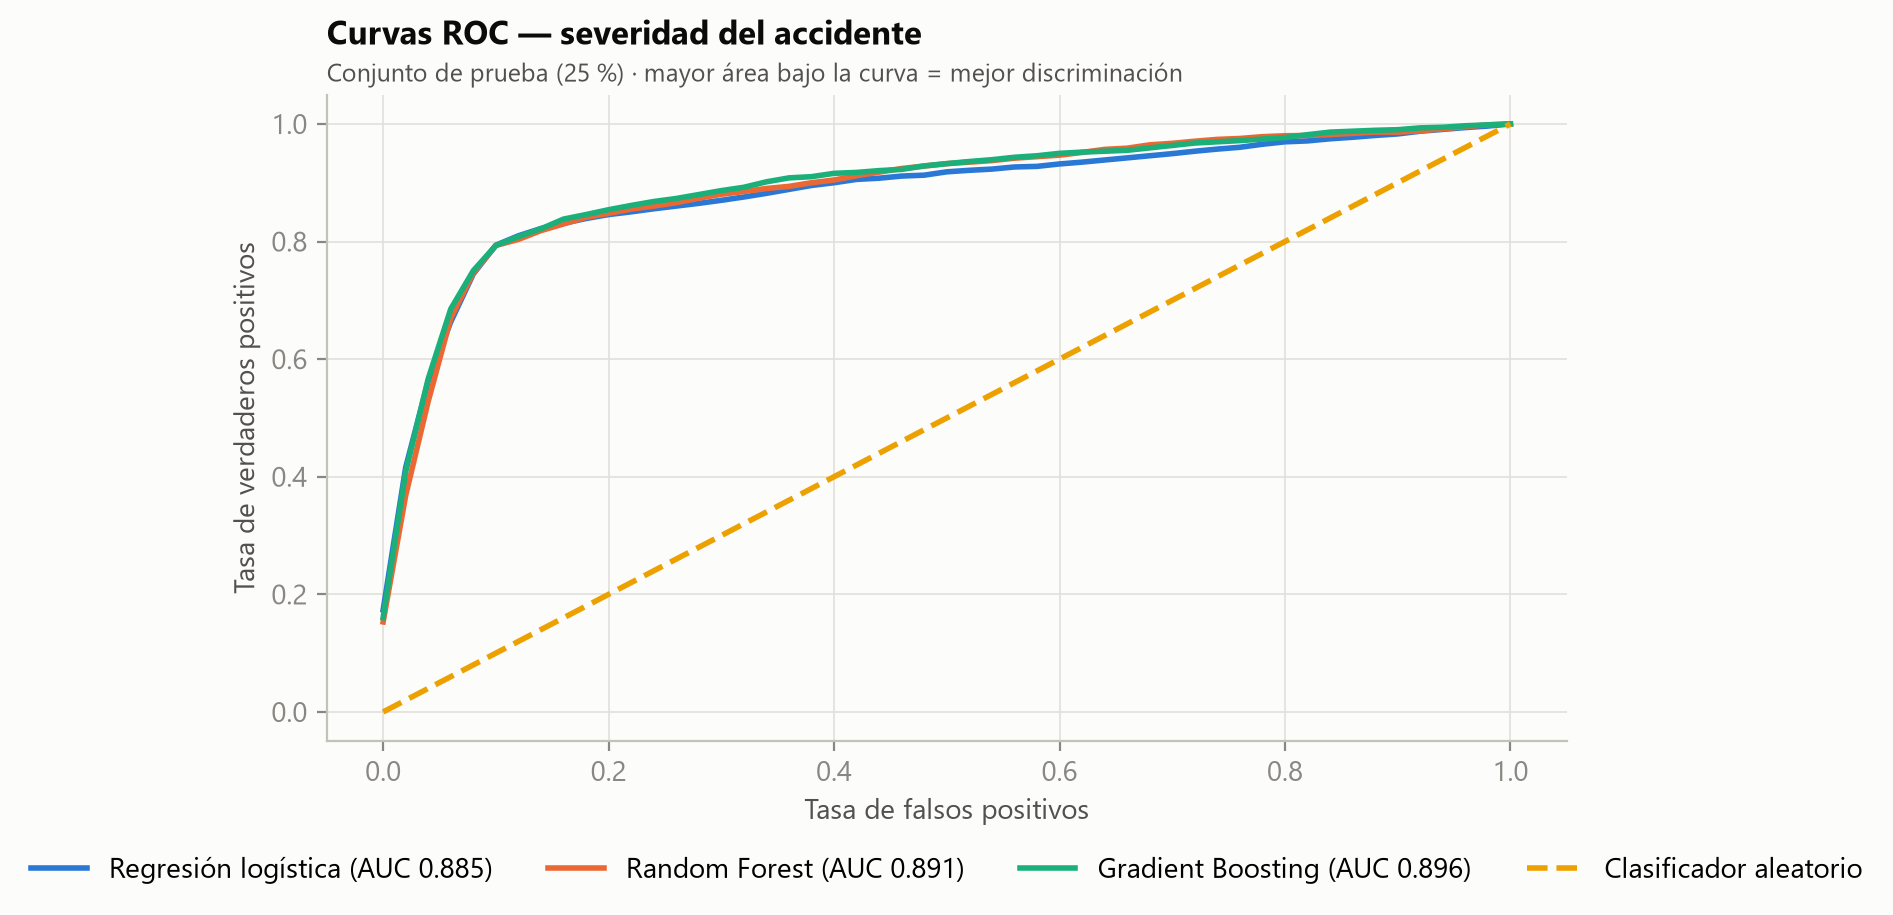 Curvas ROC — severidad del accidente
Conjunto de prueba (25 %) · mayor área bajo la curva = mejor discriminación
Tasa de verdaderos positivos
1.0
0.8
0.6
0.4
0.2
0.0
0.0 0.2 0.4 0.6 0.8 1.0
Tasa de falsos positivos
Regresión logística (AUC 0.885) Random Forest (AUC 0.891) Gradient Boosting (AUC 0.896) Clasificador aleatorio